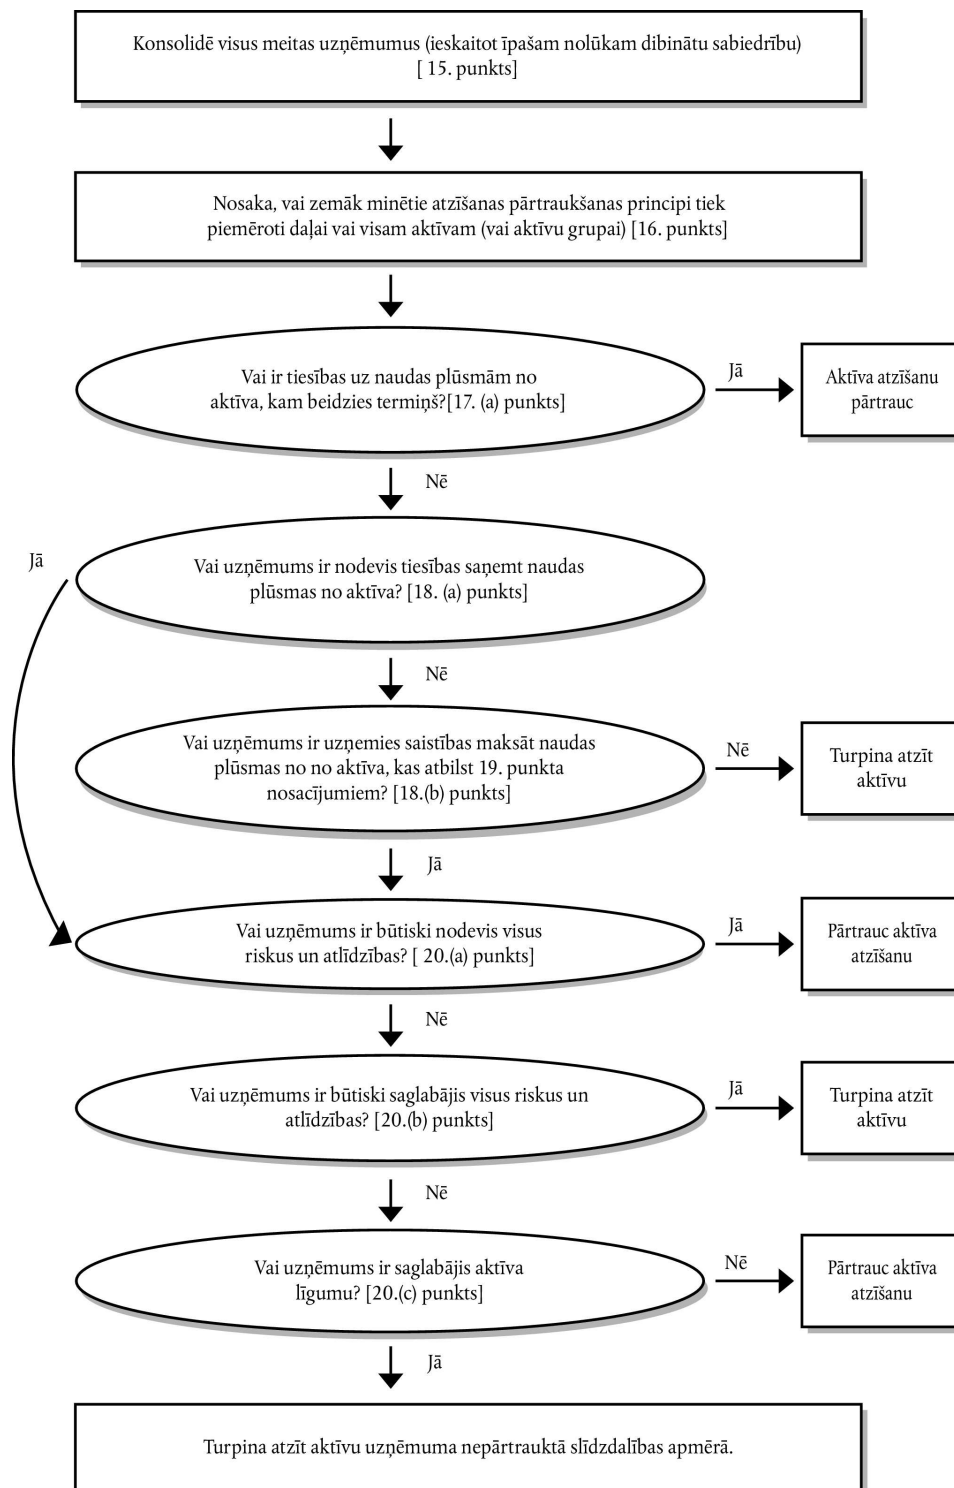 Konsolidē visus meitas uzņēmumus (ieskaitot īpašam nolūkam dibinātu sabiedrību)
[ 15. punkts]
Nosaka, vai zemāk minētie atzīšanas pārtraukšanas principi tiek
piemēroti daļai vai visam aktīvam (vai aktīvu grupai) [16. punkts]
Vai ir tiesības uz naudas plūsmām no
aktīva, kam beidzies termiņš?[17. (a) punkts]
Jā
Aktīva atzīšanu
pārtrauc
Nē
Jā
Vai uzņēmums ir nodevis tiesības saņemt naudas
plūsmas no aktīva? [18. (a) punkts]
Nē
Vai uzņēmums ir uzņemies saistības maksāt naudas
plūsmas no no aktīva, kas atbilst 19. punkta
nosacījumiem? [18.(b) punkts]
Nē
Turpina atzīt
aktīvu
Jā
Vai uzņēmums ir būtiski nodevis visus
riskus un atlīdzības? [ 20.(a) punkts]
Jā
Pārtrauc aktīva
atzīšanu
Nē
Vai uzņēmums ir būtiski saglabājis visus riskus un
atlīdzības? [20.(b) punkts]
Jā
Turpina atzīt
aktīvu
Nē
Vai uzņēmums ir saglabājis aktīva
līgumu? [20.(c) punkts]
Nē
Pārtrauc aktīva
atzīšanu
Jā
Turpina atzīt aktīvu uzņēmuma nepārtrauktā slīdzdalības apmērā.